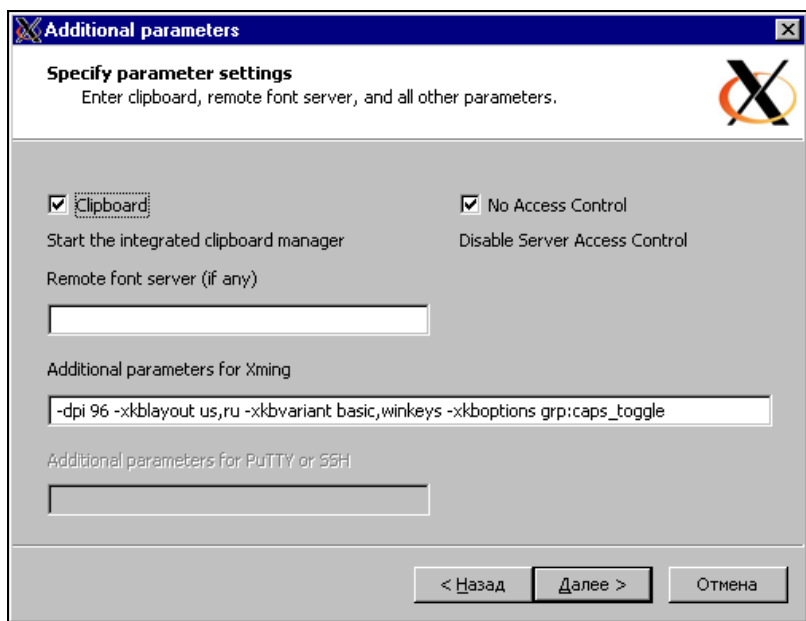 Additional parameters
Specify parameter settings
Enter clipboard, remote font server, and all other parameters.
Clipboard
No Access Control
Start the integrated clipboard manager
Disable Server Access Control
Remote font server (if any)
Additional parameters for Xming
-dpi 96 -xkblayout us,ru -xkbvariant basic,winkeys -xkboptions grp:caps_toggle
Additional parameters for PuTTY or SSH
< Назад
Далее >
Отмена